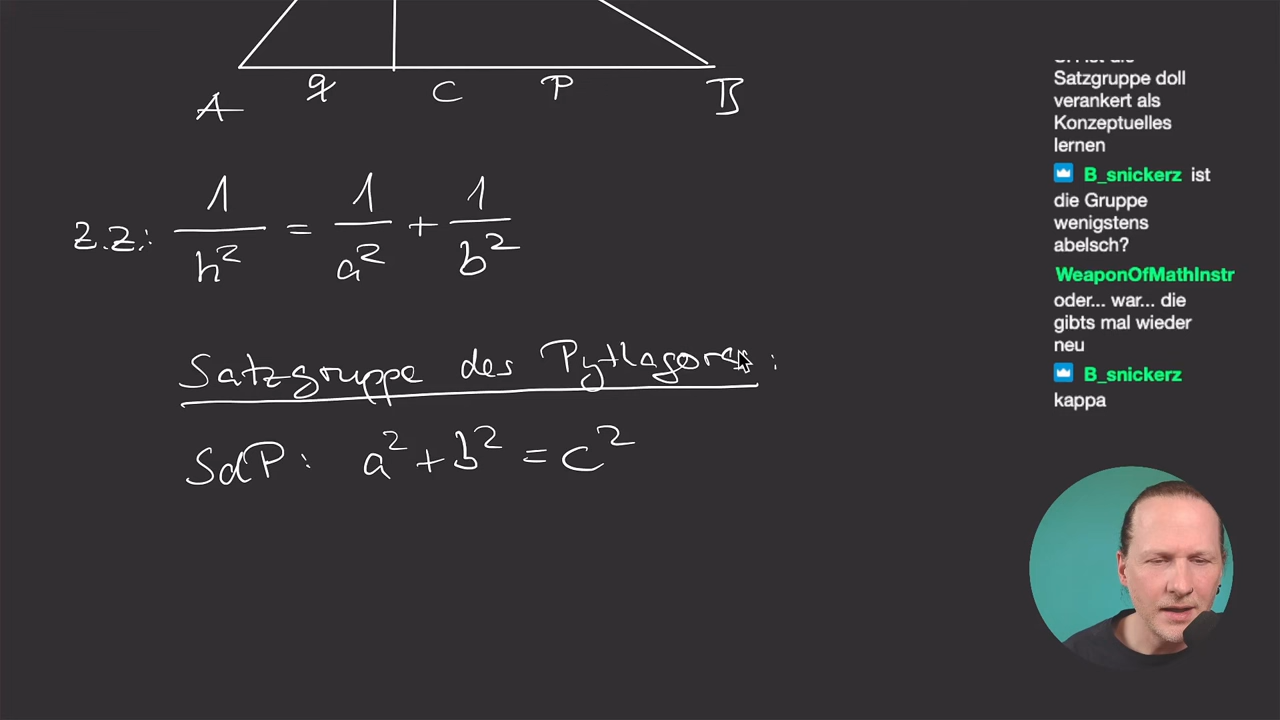 A q c p B
z.z.: 1/h² = 1/a² + 1/b²
Satzgruppe des Pythagoras:
SdP: a² + b² = c²
Satzgruppe doll
verankert als
Konzeptuelles
lernen
B_snickerz ist
die Gruppe
wenigstens
abelsch?
WeaponOfMathInstr
oder... war... die
gibts mal wieder
neu
B_snickerz
kappa